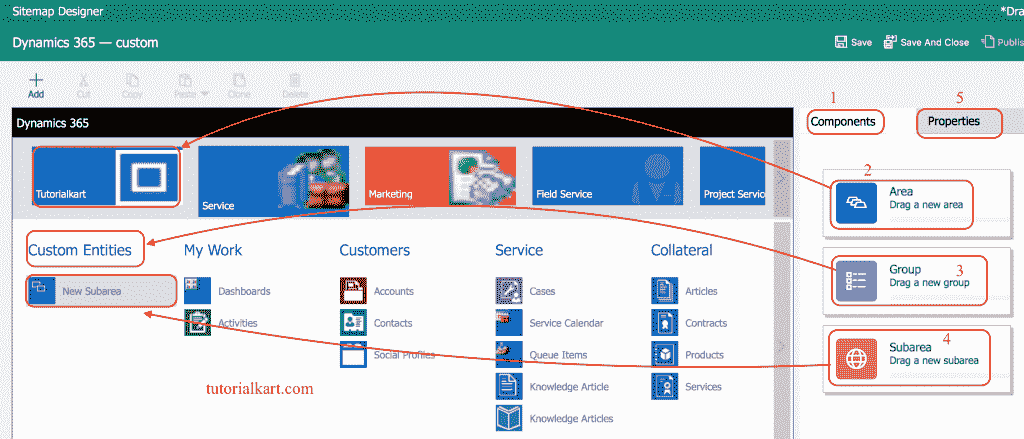 Sitemap Designer
*Dra
Dynamics 365 — custom
Save
Save And Close
Publis
Add
Cut
Copy
Paste
Clone
Delete
1
5
Dynamics 365
Components
Properties
2
Tutorialkart
Service
Marketing
Field Service
Project Servic
Area
Drag a new area
Custom Entities
My Work
Customers
Service
Collateral
Group
3
Drag a new group
New Subarea
Dashboards
Accounts
Cases
Articles
Activities
Contacts
Service Calendar
Contracts
Social Profiles
Queue Items
Products
Subarea
4
Drag a new subarea
tutorialkart.com
Knowledge Article
Services
Knowledge Articles